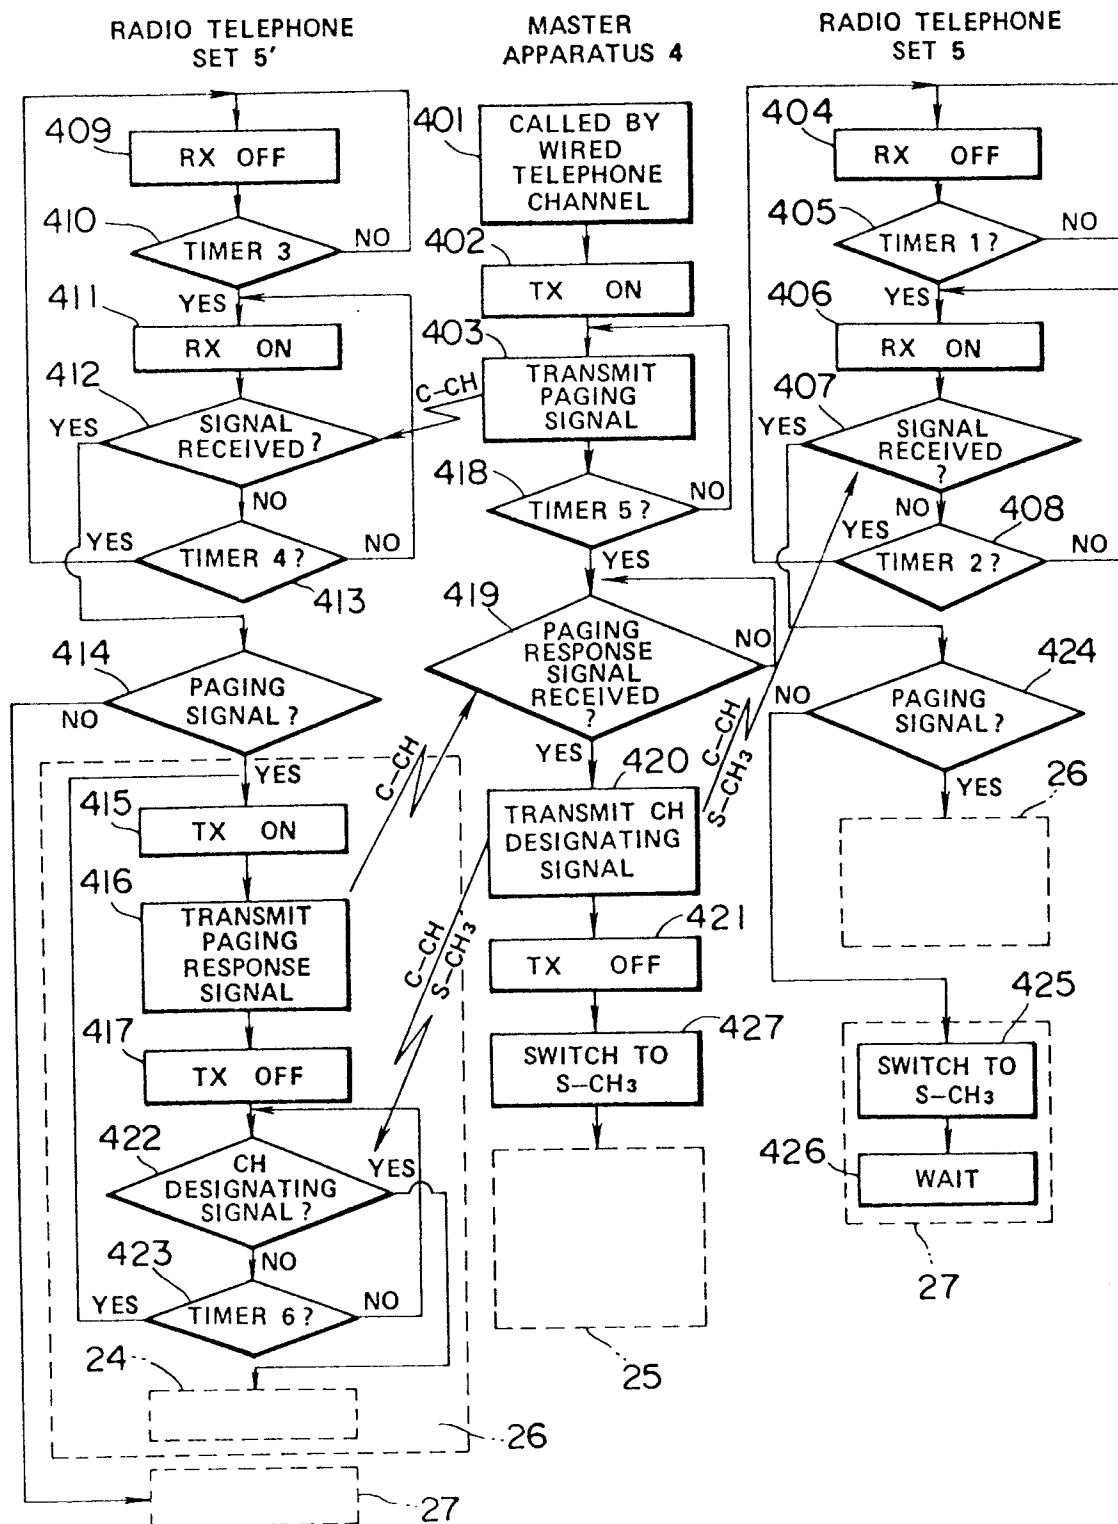 RADIO TELEPHONE
SET 5'
409
RX OFF
410
TIMER 3
NO
YES
411
RX ON
412
SIGNAL
RECEIVED?
YES
NO
TIMER 4?
YES
NO
413
414
PAGING
SIGNAL?
NO
YES
415
TX ON
416
TRANSMIT
PAGING
RESPONSE
SIGNAL
417
TX OFF
422
CH
DESIGNATING
SIGNAL?
YES
NO
423
TIMER 6?
YES
NO
24
26
27
MASTER
APPARATUS 4
401
CALLED BY
WIRED
TELEPHONE
CHANNEL
402
TX ON
403
TRANSMIT
PAGING
SIGNAL
C-CH
418
TIMER 5?
NO
YES
419
PAGING
RESPONSE
SIGNAL
RECEIVED
?
NO
YES
C-CH
420
TRANSMIT CH
DESIGNATING
SIGNAL
C-CH
S-CH3
C-CH
S-CH3
421
TX OFF
427
SWITCH TO
S-CH3
25
RADIO TELEPHONE
SET 5
404
RX OFF
405
TIMER 1?
NO
YES
406
RX ON
407
SIGNAL
RECEIVED
?
YES
NO
408
TIMER 2?
YES
NO
424
PAGING
SIGNAL?
NO
YES
26
425
SWITCH TO
S-CH3
426
WAIT
27